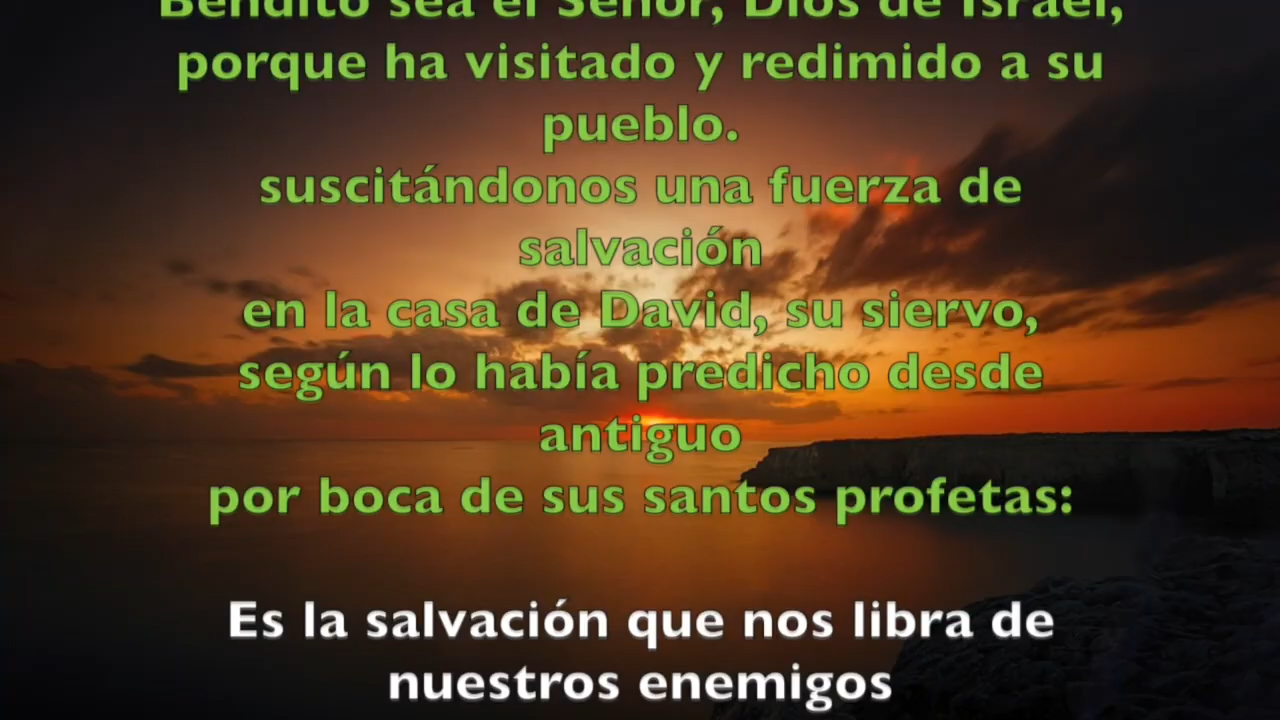 Bendito sea el Señor, Dios de Israel,
porque ha visitado y redimido a su
pueblo.
suscitándonos una fuerza de
salvación
en la casa de David, su siervo,
según lo había predicho desde
antiguo
por boca de sus santos profetas:
Es la salvación que nos libra de
nuestros enemigos